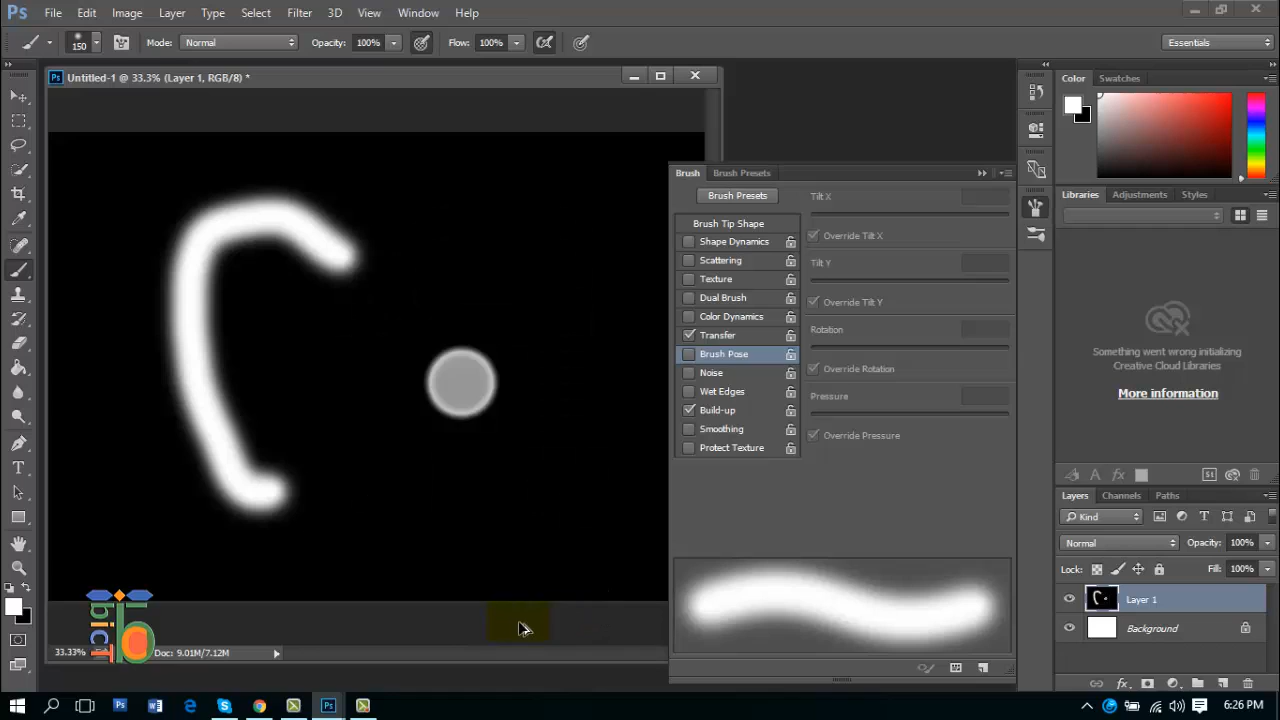 Ps File Edit Image Layer Type Select Filter 3D View Window Help
150 Mode: Normal Opacity: 100% Flow: 100% Essentials
Untitled-1 @ 33.3% (Layer 1, RGB/8) *
Color Swatches
Brush Brush Presets
Brush Presets
Tilt X
Brush Tip Shape
Shape Dynamics
Override Tilt X
Scattering
Tilt Y
Texture
Dual Brush
Override Tilt Y
Color Dynamics
Rotation
Transfer
Brush Pose
Override Rotation
Noise
Wet Edges
Pressure
Build-up
Smoothing
Override Pressure
Protect Texture
Libraries Adjustments Styles
Something went wrong initializing
Creative Cloud Libraries
More information
Layers Channels Paths
Kind
Normal Opacity: 100%
Lock: Fill: 100%
Layer 1
Background
33.33% Doc: 9.01M/7.12M
6:26 PM